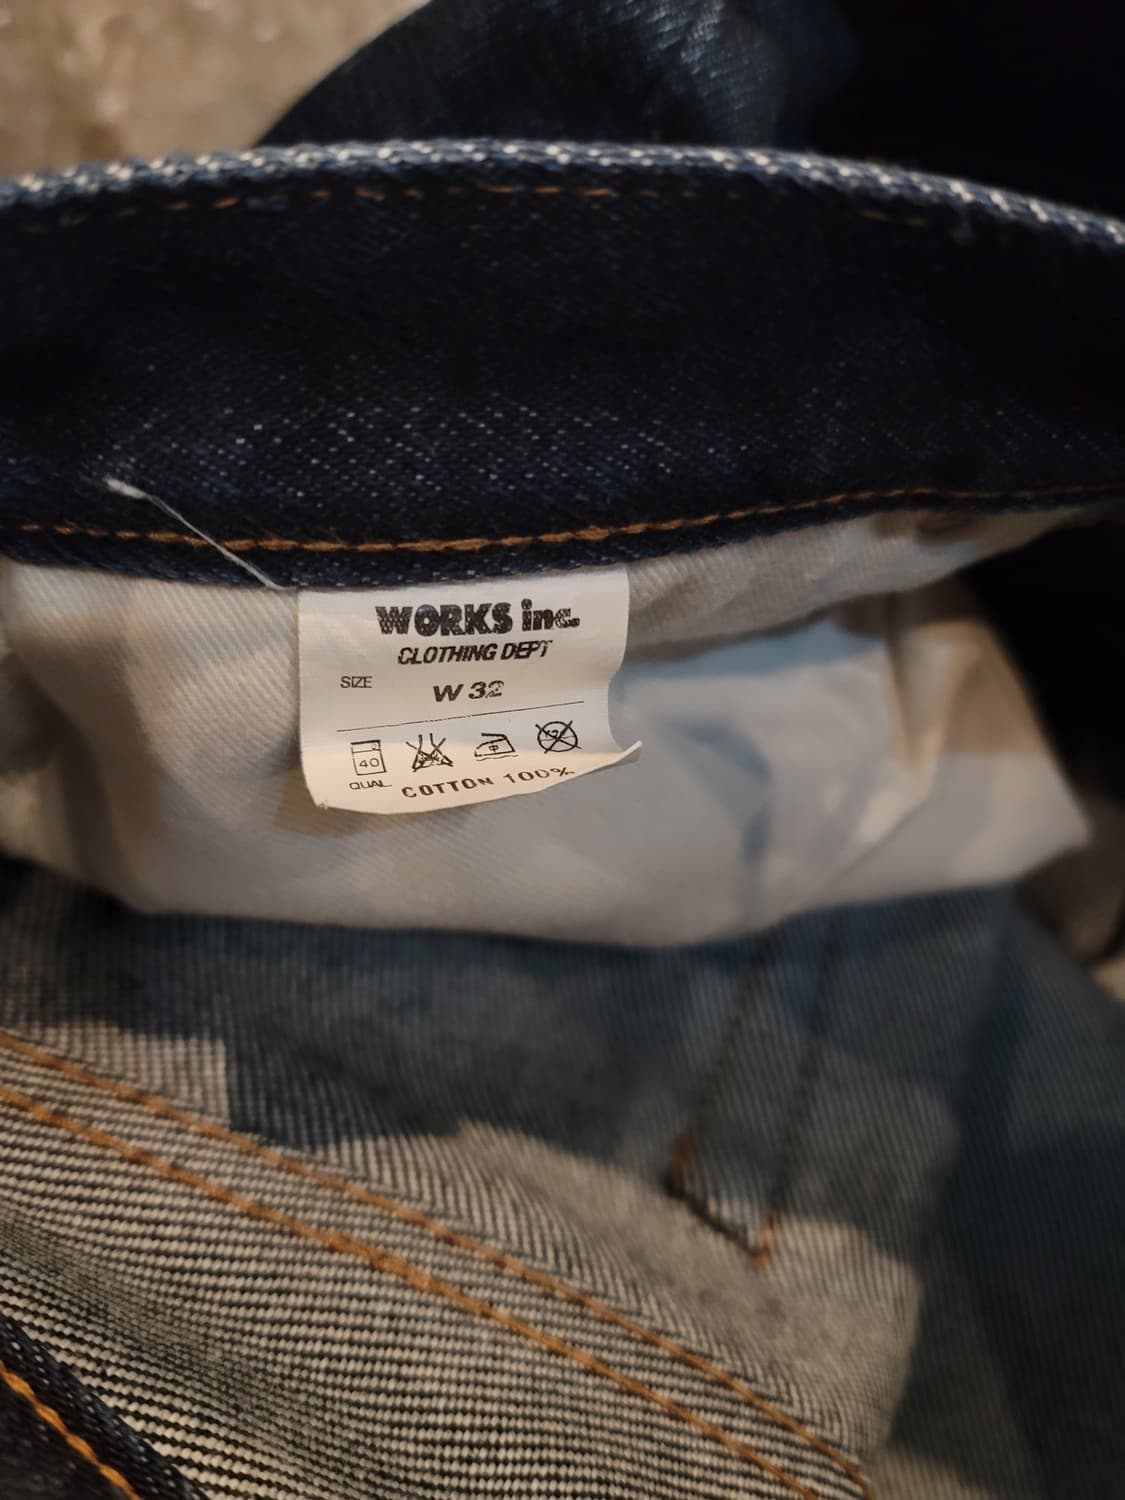 WORKS inc.
CLOTHING DEPT
SIZE W 32
40
QUAL COTTON 100%